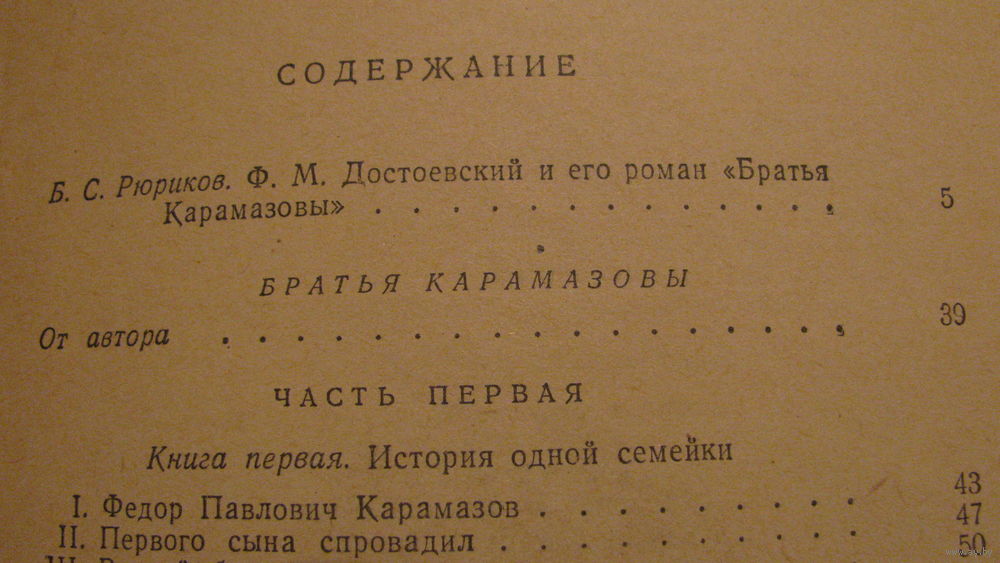 СОДЕРЖАНИЕ
Б. С. Рюриков. Ф. М. Достоевский и его роман «Братья
Карамазовы» . . . . . . . . . . . . . . 5
БРАТЬЯ КАРАМАЗОВЫ
От автора . . . . . . . . . . . . . . . . . 39
ЧАСТЬ ПЕРВАЯ
Книга первая. История одной семейки
I. Федор Павлович Карамазов . . . . . . . . . 43
II. Первого сына спровадил . . . . . . . . . . 47
III. 50